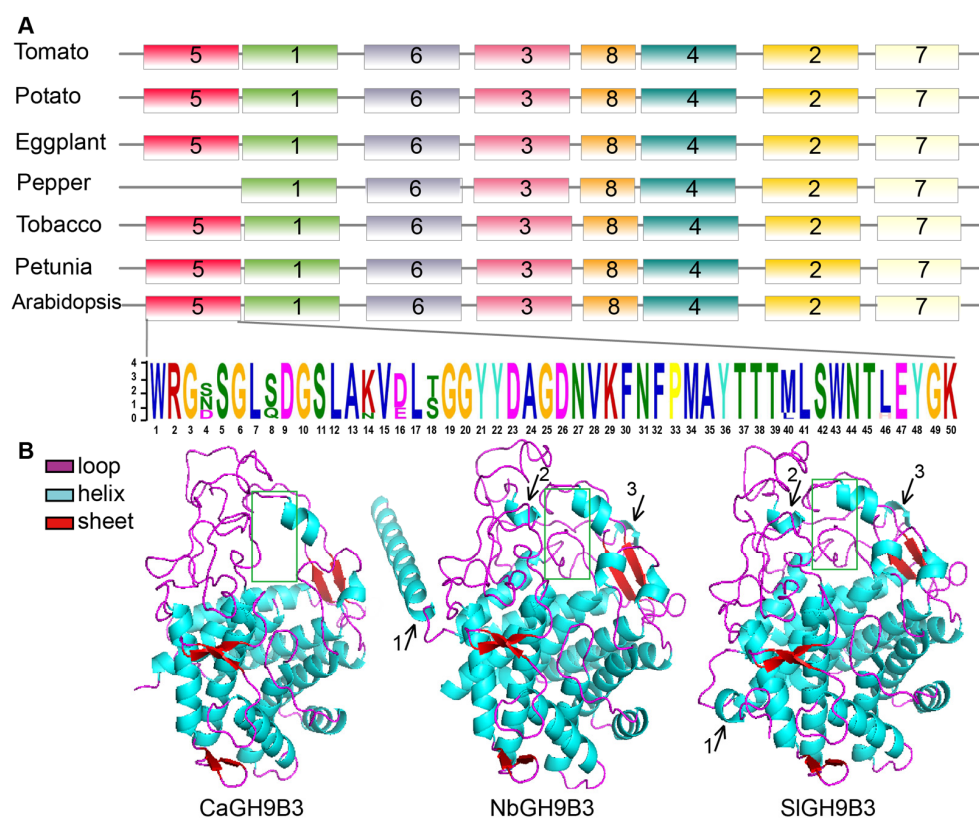 A
Tomato 5 1 6 3 8 4 2 7
Potato 5 1 6 3 8 4 2 7
Eggplant 5 1 6 3 8 4 2 7
Pepper 1 6 3 8 4 2 7
Tobacco 5 1 6 3 8 4 2 7
Petunia 5 1 6 3 8 4 2 7
Arabidopsis 5 1 6 3 8 4 2 7
4
3
2
1
0
WRGSSGLSDGSLAKVDLTGGYYDAGDNVKFNFPMAYTTTMLSWNTLEYGK
N Q N E S
D
1 2 3 4 5 6 7 8 9 10 11 12 13 14 15 16 17 18 19 20 21 22 23 24 25 26 27 28 29 30 31 32 33 34 35 36 37 38 39 40 41 42 43 44 45 46 47 48 49 50
B
loop
helix
sheet
2
3
1
2
3
1
CaGH9B3 NbGH9B3 SlGH9B3